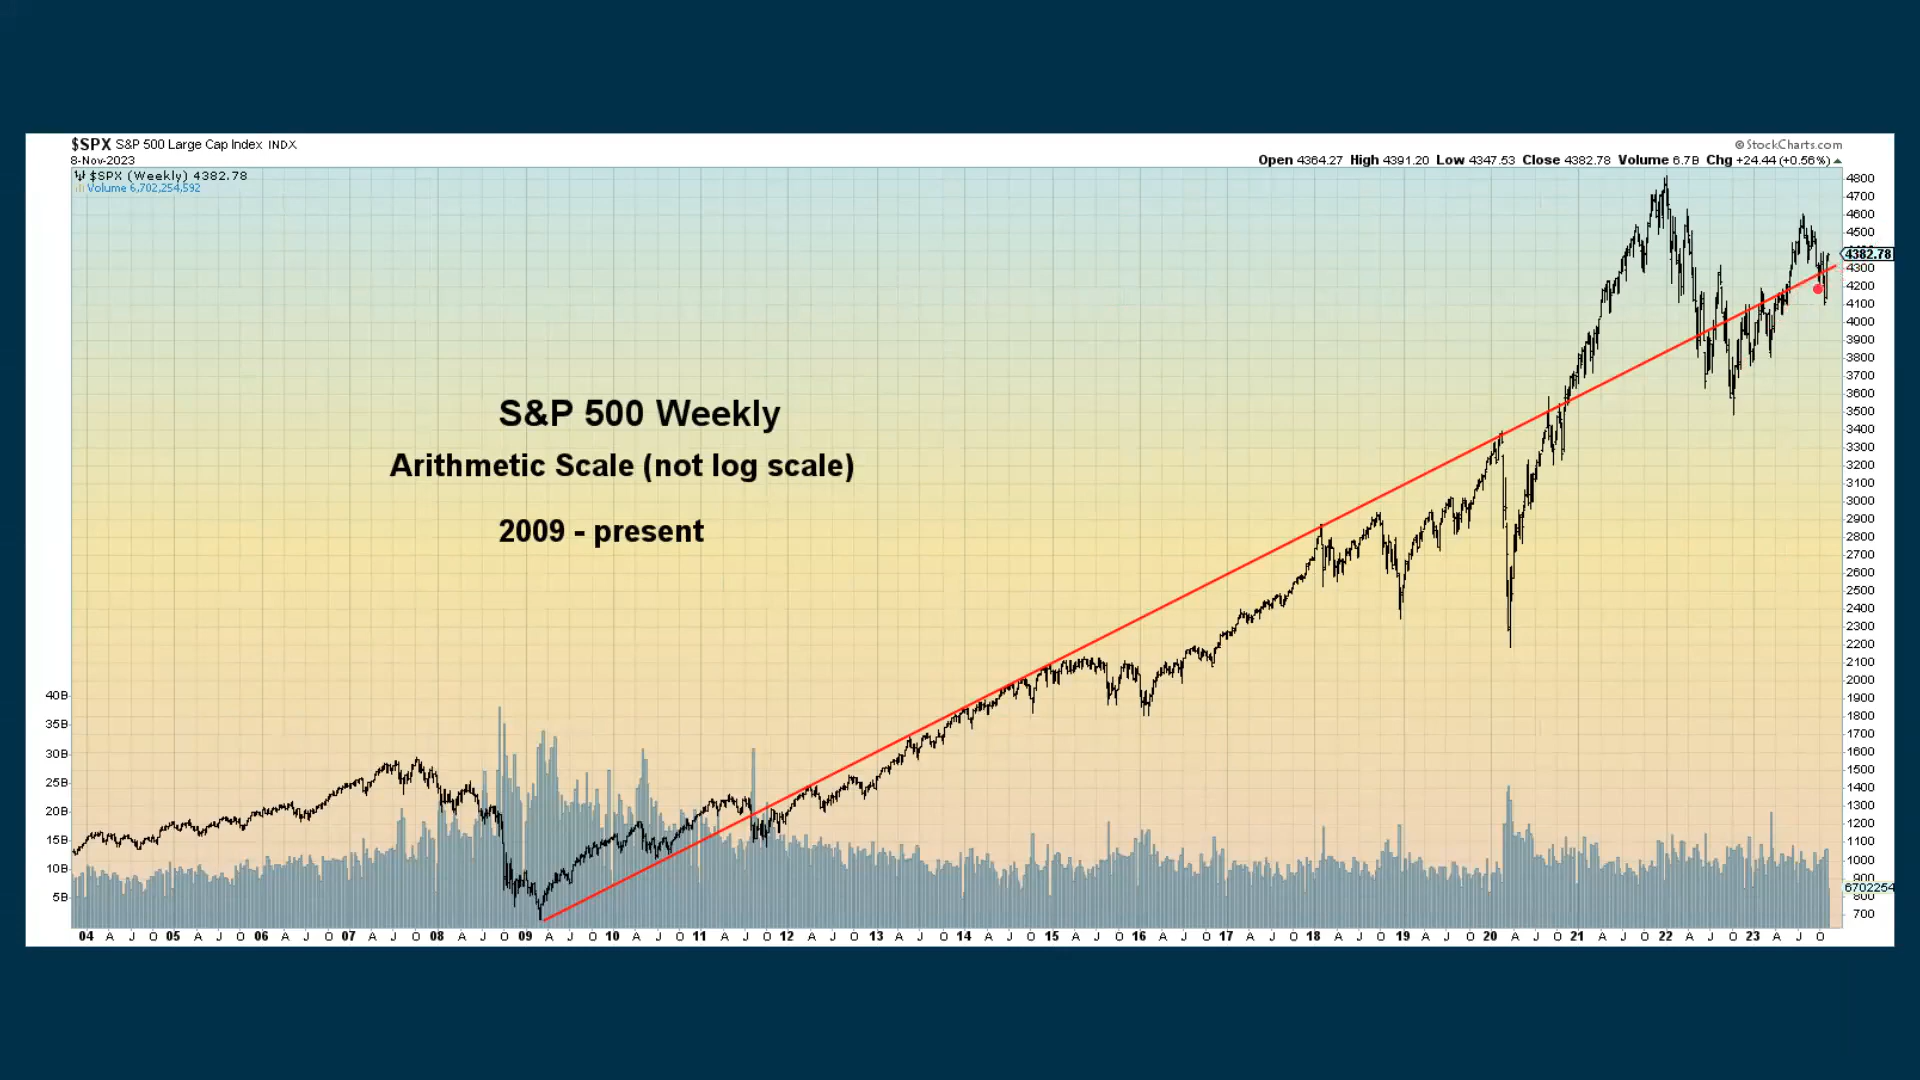 $SPX S&P 500 Large Cap Index INDX
©StockCharts.com
8-Nov-2023
Open 4364.27 High 4391.20 Low 4347.53 Close 4382.78 Volume 6.7B Chg +24.44 (+0.56%)
$SPX (Weekly) 4382.78
Volume 6,702,254,592
S&P 500 Weekly
Arithmetic Scale (not log scale)
2009 - present
4800
4700
4600
4500
4382.78
4300
4200
4100
4000
3900
3800
3700
3600
3500
3400
3300
3200
3100
3000
2900
2800
2700
2600
2500
2400
2300
2200
2100
2000
1900
1800
1700
1600
1500
1400
1300
1200
1100
1000
900
6702254
800
700
40B
35B
30B
25B
20B
15B
10B
5B
04 A J O 05 A J O 06 A J O 07 A J O 08 A J O 09 A J O 10 A J O 11 A J O 12 A J O 13 A J O 14 A J O 15 A J O 16 A J O 17 A J O 18 A J O 19 A J O 20 A J O 21 A J O 22 A J O 23 A J O